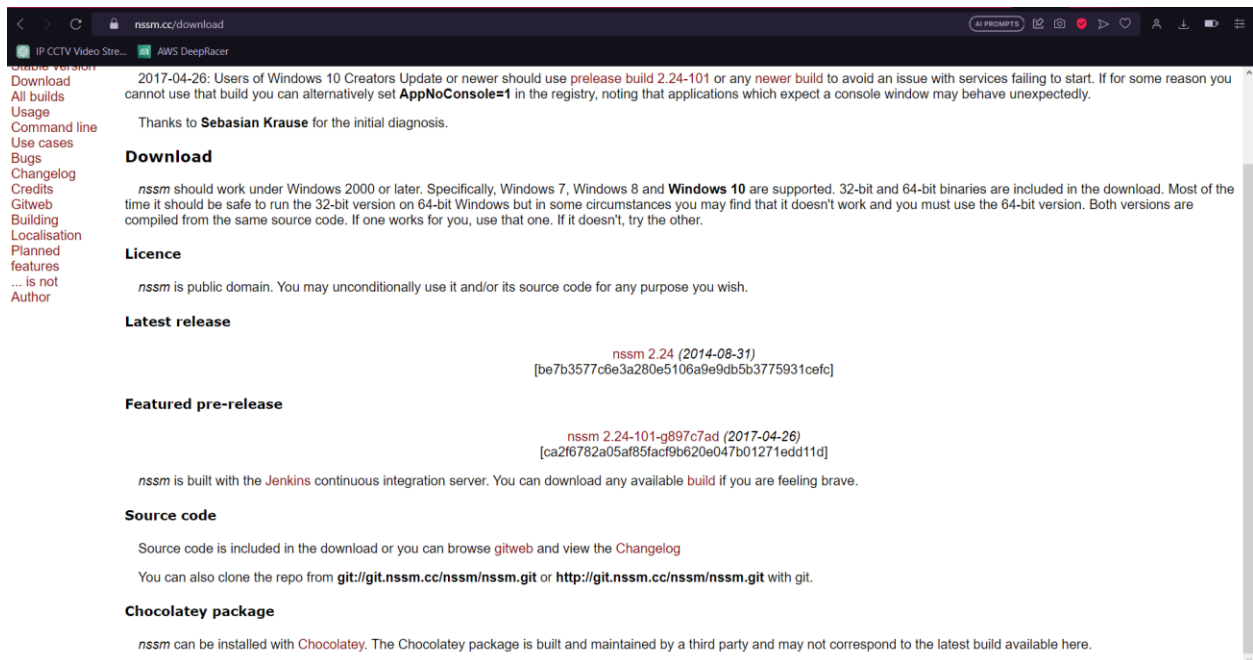 nssm.cc/download
AI PROMPTS
IP CCTV Video Stre...
AWS DeepRacer
Stable version
Download
All builds
Usage
Command line
Use cases
Bugs
Changelog
Credits
Gitweb
Building
Localisation
Planned
features
... is not
Author
2017-04-26: Users of Windows 10 Creators Update or newer should use prelease build 2.24-101 or any newer build to avoid an issue with services failing to start. If for some reason you
cannot use that build you can alternatively set AppNoConsole=1 in the registry, noting that applications which expect a console window may behave unexpectedly.
Thanks to Sebasian Krause for the initial diagnosis.
Download
nssm should work under Windows 2000 or later. Specifically, Windows 7, Windows 8 and Windows 10 are supported. 32-bit and 64-bit binaries are included in the download. Most of the
time it should be safe to run the 32-bit version on 64-bit Windows but in some circumstances you may find that it doesn't work and you must use the 64-bit version. Both versions are
compiled from the same source code. If one works for you, use that one. If it doesn't, try the other.
Licence
nssm is public domain. You may unconditionally use it and/or its source code for any purpose you wish.
Latest release
nssm 2.24 (2014-08-31)
[be7b3577c6e3a280e5106a9e9db5b3775931cefc]
Featured pre-release
nssm 2.24-101-g897c7ad (2017-04-26)
[ca2f6782a05af85facf9b620e047b01271edd11d]
nssm is built with the Jenkins continuous integration server. You can download any available build if you are feeling brave.
Source code
Source code is included in the download or you can browse gitweb and view the Changelog
You can also clone the repo from git://git.nssm.cc/nssm/nssm.git or http://git.nssm.cc/nssm/nssm.git with git.
Chocolatey package
nssm can be installed with Chocolatey. The Chocolatey package is built and maintained by a third party and may not correspond to the latest build available here.